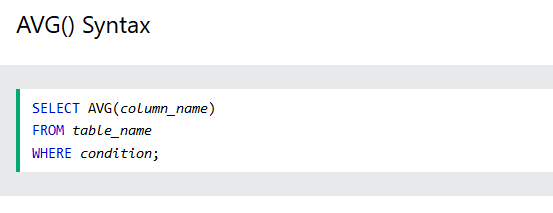 AVG() Syntax
SELECT AVG(column_name)
FROM table_name
WHERE condition;